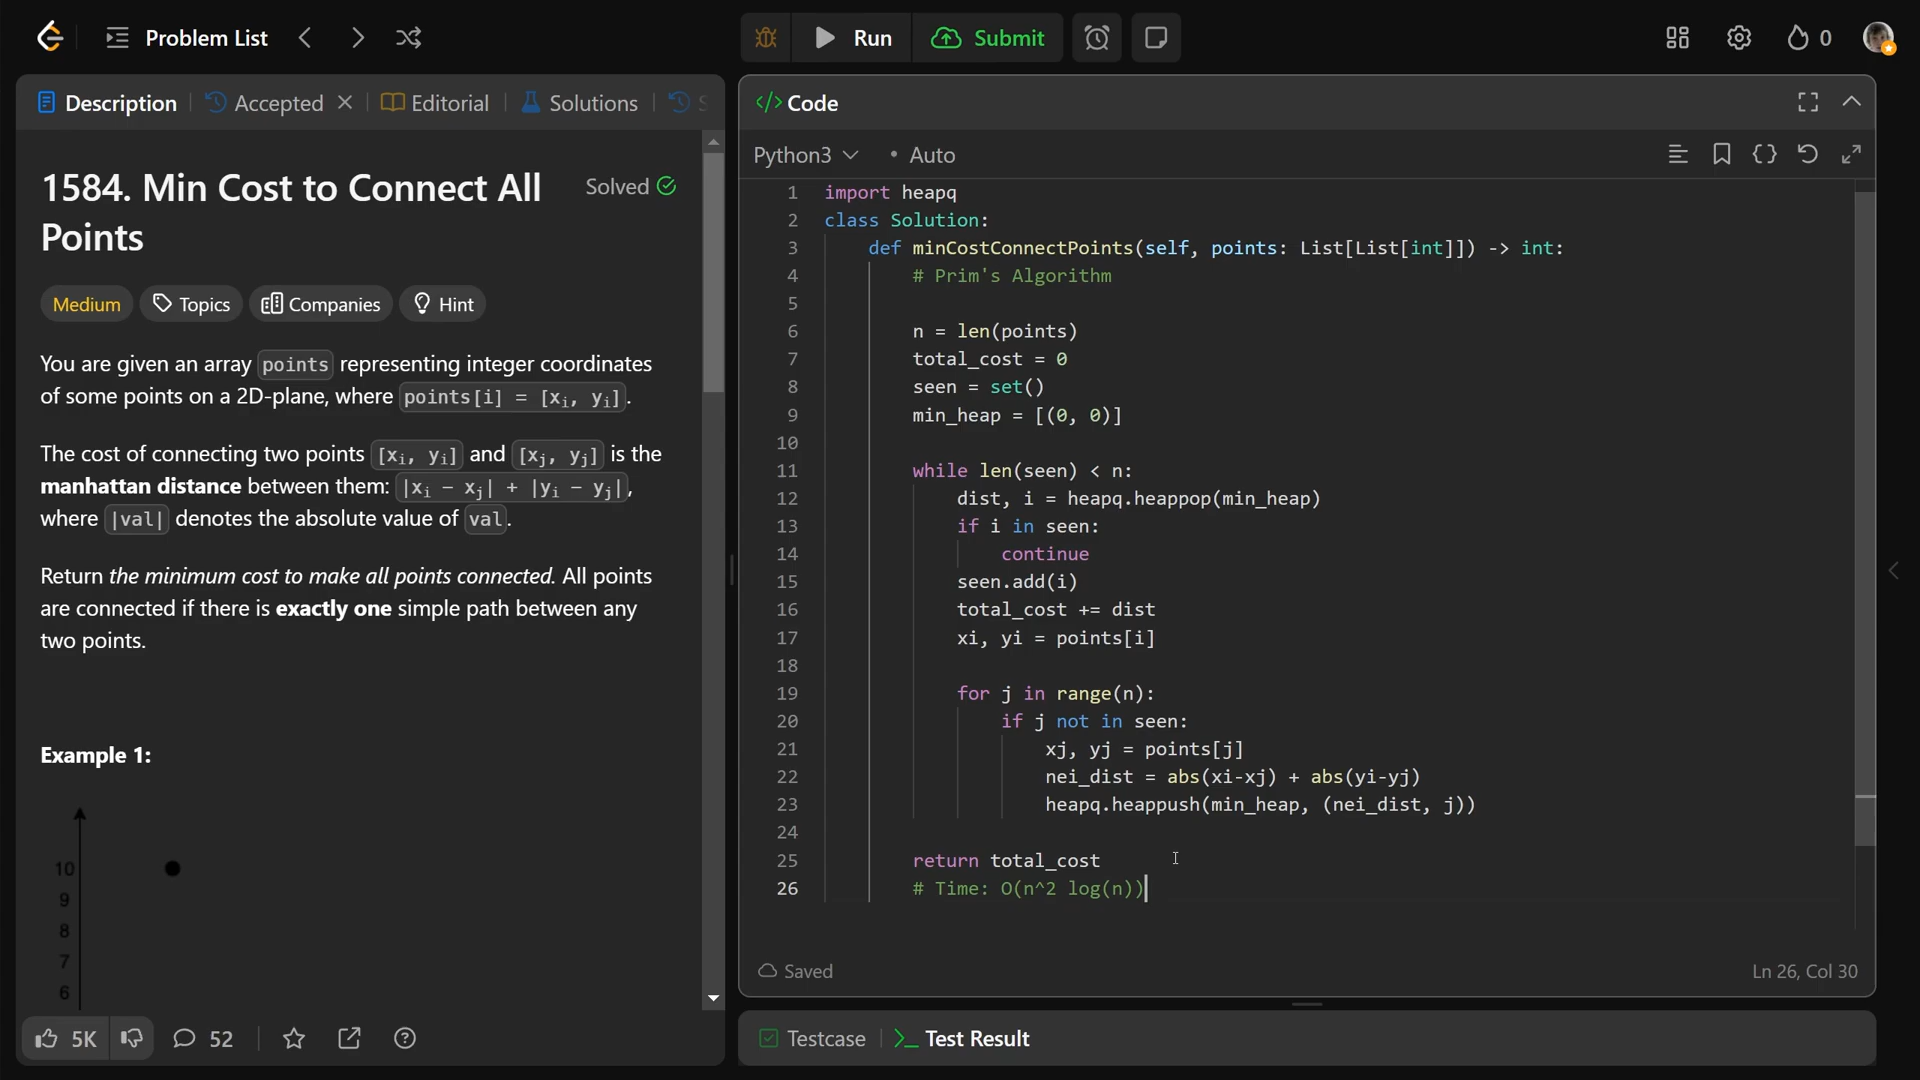 Problem List
Run
Submit
0
Description
Accepted
Editorial
Solutions
1584. Min Cost to Connect All
Points
Solved
Medium
Topics
Companies
Hint
You are given an array points representing integer coordinates
of some points on a 2D-plane, where points[i] = [xi, yi].
The cost of connecting two points [xi, yi] and [xj, yj] is the
manhattan distance between them: |xi - xj| + |yi - yj|,
where |val| denotes the absolute value of val.
Return the minimum cost to make all points connected. All points
are connected if there is exactly one simple path between any
two points.
Example 1:
10
9
8
7
6
5K
52
</> Code
Python3
• Auto
1 import heapq
2 class Solution:
3 def minCostConnectPoints(self, points: List[List[int]]) -> int:
4 # Prim's Algorithm
5
6 n = len(points)
7 total_cost = 0
8 seen = set()
9 min_heap = [(0, 0)]
10
11 while len(seen) < n:
12 dist, i = heapq.heappop(min_heap)
13 if i in seen:
14 continue
15 seen.add(i)
16 total_cost += dist
17 xi, yi = points[i]
18
19 for j in range(n):
20 if j not in seen:
21 xj, yj = points[j]
22 nei_dist = abs(xi-xj) + abs(yi-yj)
23 heapq.heappush(min_heap, (nei_dist, j))
24
25 return total_cost
26 # Time: O(n^2 log(n))
Saved
Ln 26, Col 30
Testcase
Test Result